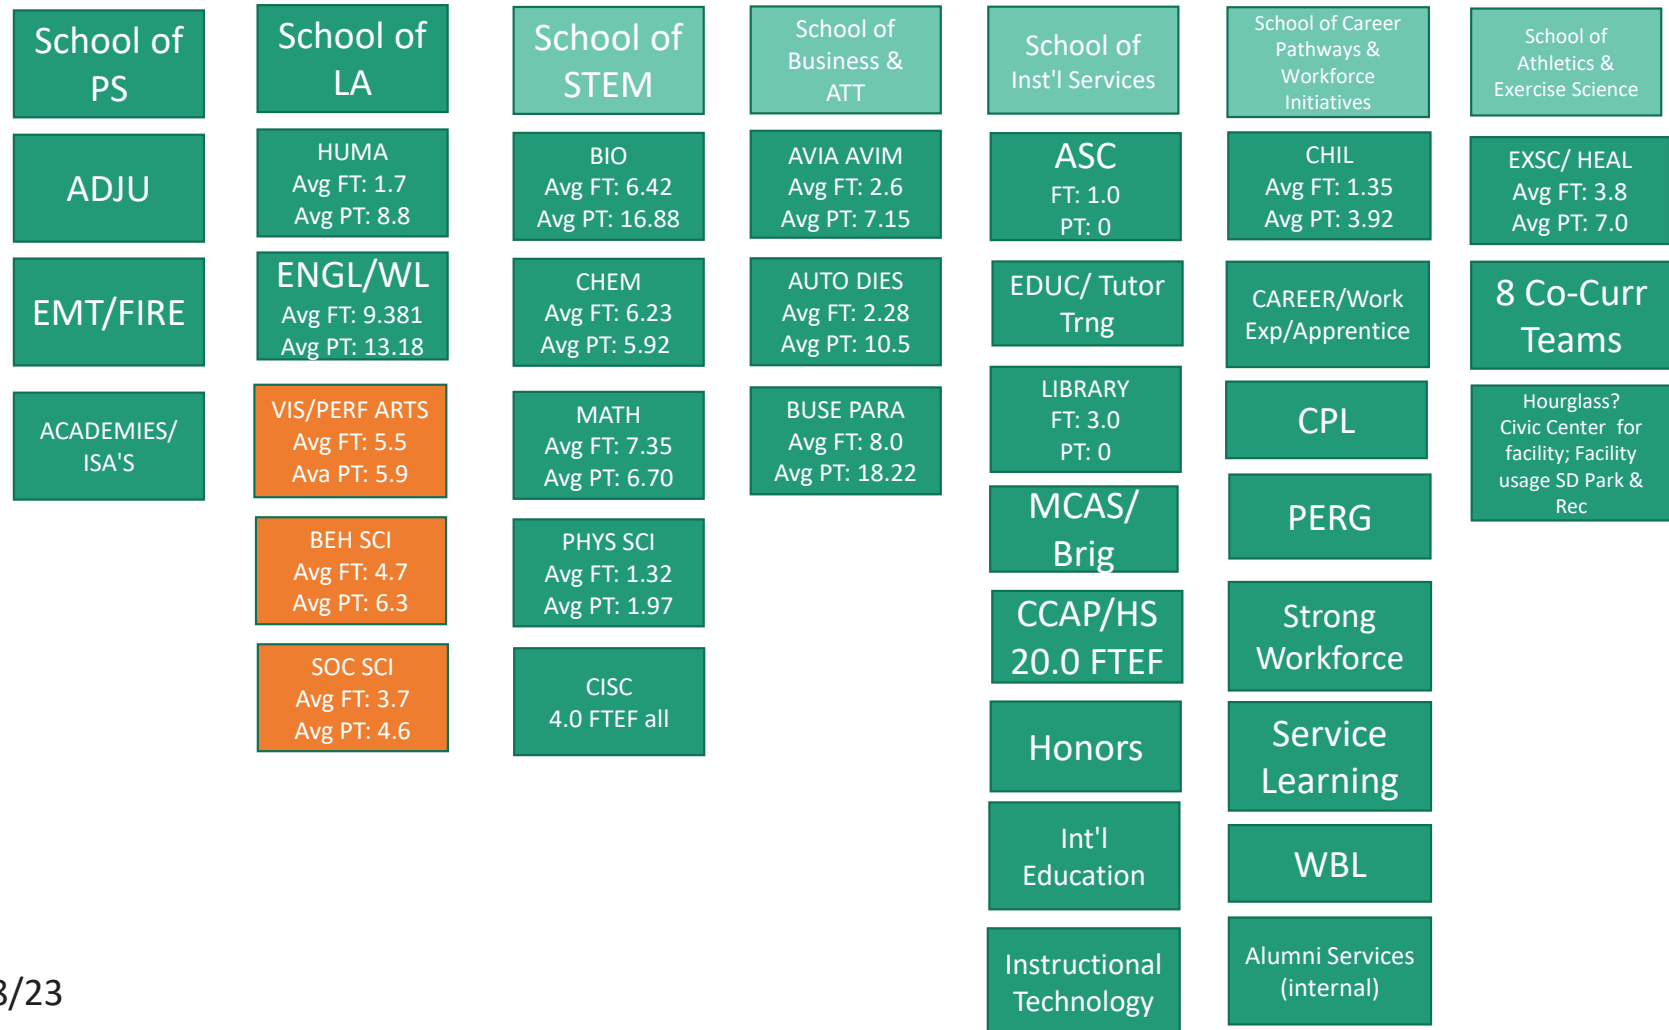 School of
PS
ADJU
EMT/FIRE
ACADEMIES/
ISA'S
School of
LA
HUMA
Avg FT: 1.7
Avg PT: 8.8
ENGL/WL
Avg FT: 9.381
Avg PT: 13.18
VIS/PERF ARTS
Avg FT: 5.5
Ava PT: 5.9
BEH SCI
Avg FT: 4.7
Avg PT: 6.3
SOC SCI
Avg FT: 3.7
Avg PT: 4.6
School of
STEM
BIO
Avg FT: 6.42
Avg PT: 16.88
CHEM
Avg FT: 6.23
Avg PT: 5.92
MATH
Avg FT: 7.35
Avg PT: 6.70
PHYS SCI
Avg FT: 1.32
Avg PT: 1.97
CISC
4.0 FTEF all
School of
Business &
ATT
AVIA AVIM
Avg FT: 2.6
Avg PT: 7.15
AUTO DIES
Avg FT: 2.28
Avg PT: 10.5
BUSE PARA
Avg FT: 8.0
Avg PT: 18.22
School of
Inst'l Services
ASC
FT: 1.0
PT: 0
EDUC/ Tutor
Trng
LIBRARY
FT: 3.0
PT: 0
MCAS/
Brig
CCAP/HS
20.0 FTEF
Honors
Int'l
Education
Instructional
Technology
School of Career
Pathways &
Workforce
Initiatives
CHIL
Avg FT: 1.35
Avg PT: 3.92
CAREER/Work
Exp/Apprentice
CPL
PERG
Strong
Workforce
Service
Learning
WBL
Alumni Services
(internal)
School of
Athletics &
Exercise Science
EXSC/ HEAL
Avg FT: 3.8
Avg PT: 7.0
8 Co-Curr
Teams
Hourglass?
Civic Center for
facility; Facility
usage SD Park &
Rec
/23